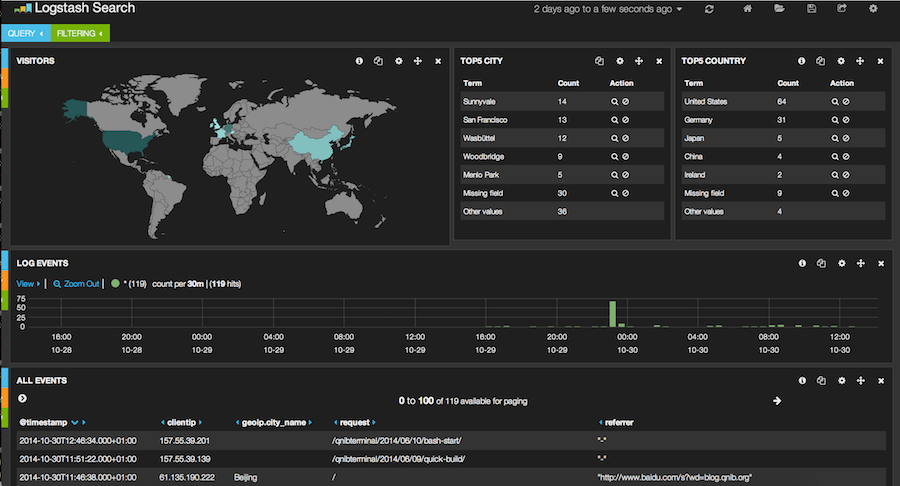 Logstash Search
2 days ago to a few seconds ago
QUERY FILTERING
VISITORS
TOP5 CITY
Term Count Action
Sunnyvale 14
San Francisco 13
Wasbüttel 12
Woodbridge 9
Menlo Park 5
Missing field 30
Other values 36
TOP5 COUNTRY
Term Count Action
United States 64
Germany 31
Japan 5
China 4
Ireland 2
Missing field 9
Other values 4
LOG EVENTS
View | Zoom Out | * (119) count per 30m | (119 hits)
75
50
25
0
18:00 20:00 00:00 04:00 08:00 12:00 16:00 20:00 00:00 04:00 08:00 12:00
10-28 10-28 10-29 10-29 10-29 10-29 10-29 10-29 10-30 10-30 10-30 10-30
ALL EVENTS
0 to 100 of 119 available for paging
@timestamp clientip geoip.city_name request referrer
2014-10-30T12:46:34.000+01:00 157.55.39.201 /qnibterminal/2014/06/10/bash-start/ "-"
2014-10-30T11:51:22.000+01:00 157.55.39.139 /qnibterminal/2014/06/09/quick-build/ "-"
2014-10-30T11:46:38.000+01:00 61.135.190.222 Beijing / "http://www.baidu.com/s?wd=blog.qnib.org"